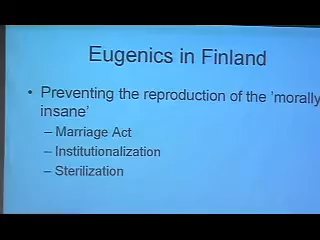 Eugenics in Finland
• Preventing the reproduction of the 'morally
insane'
– Marriage Act
– Institutionalization
– Sterilization